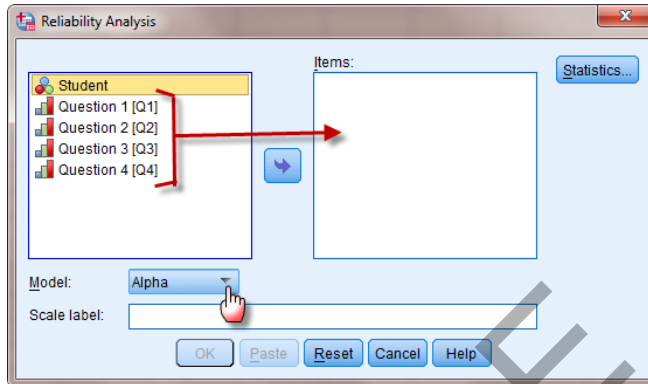 Reliability Analysis
Items:
Statistics...
Student
Question 1 [Q1]
Question 2 [Q2]
Question 3 [Q3]
Question 4 [Q4]
Model: Alpha
Scale label:
OK Paste Reset Cancel Help